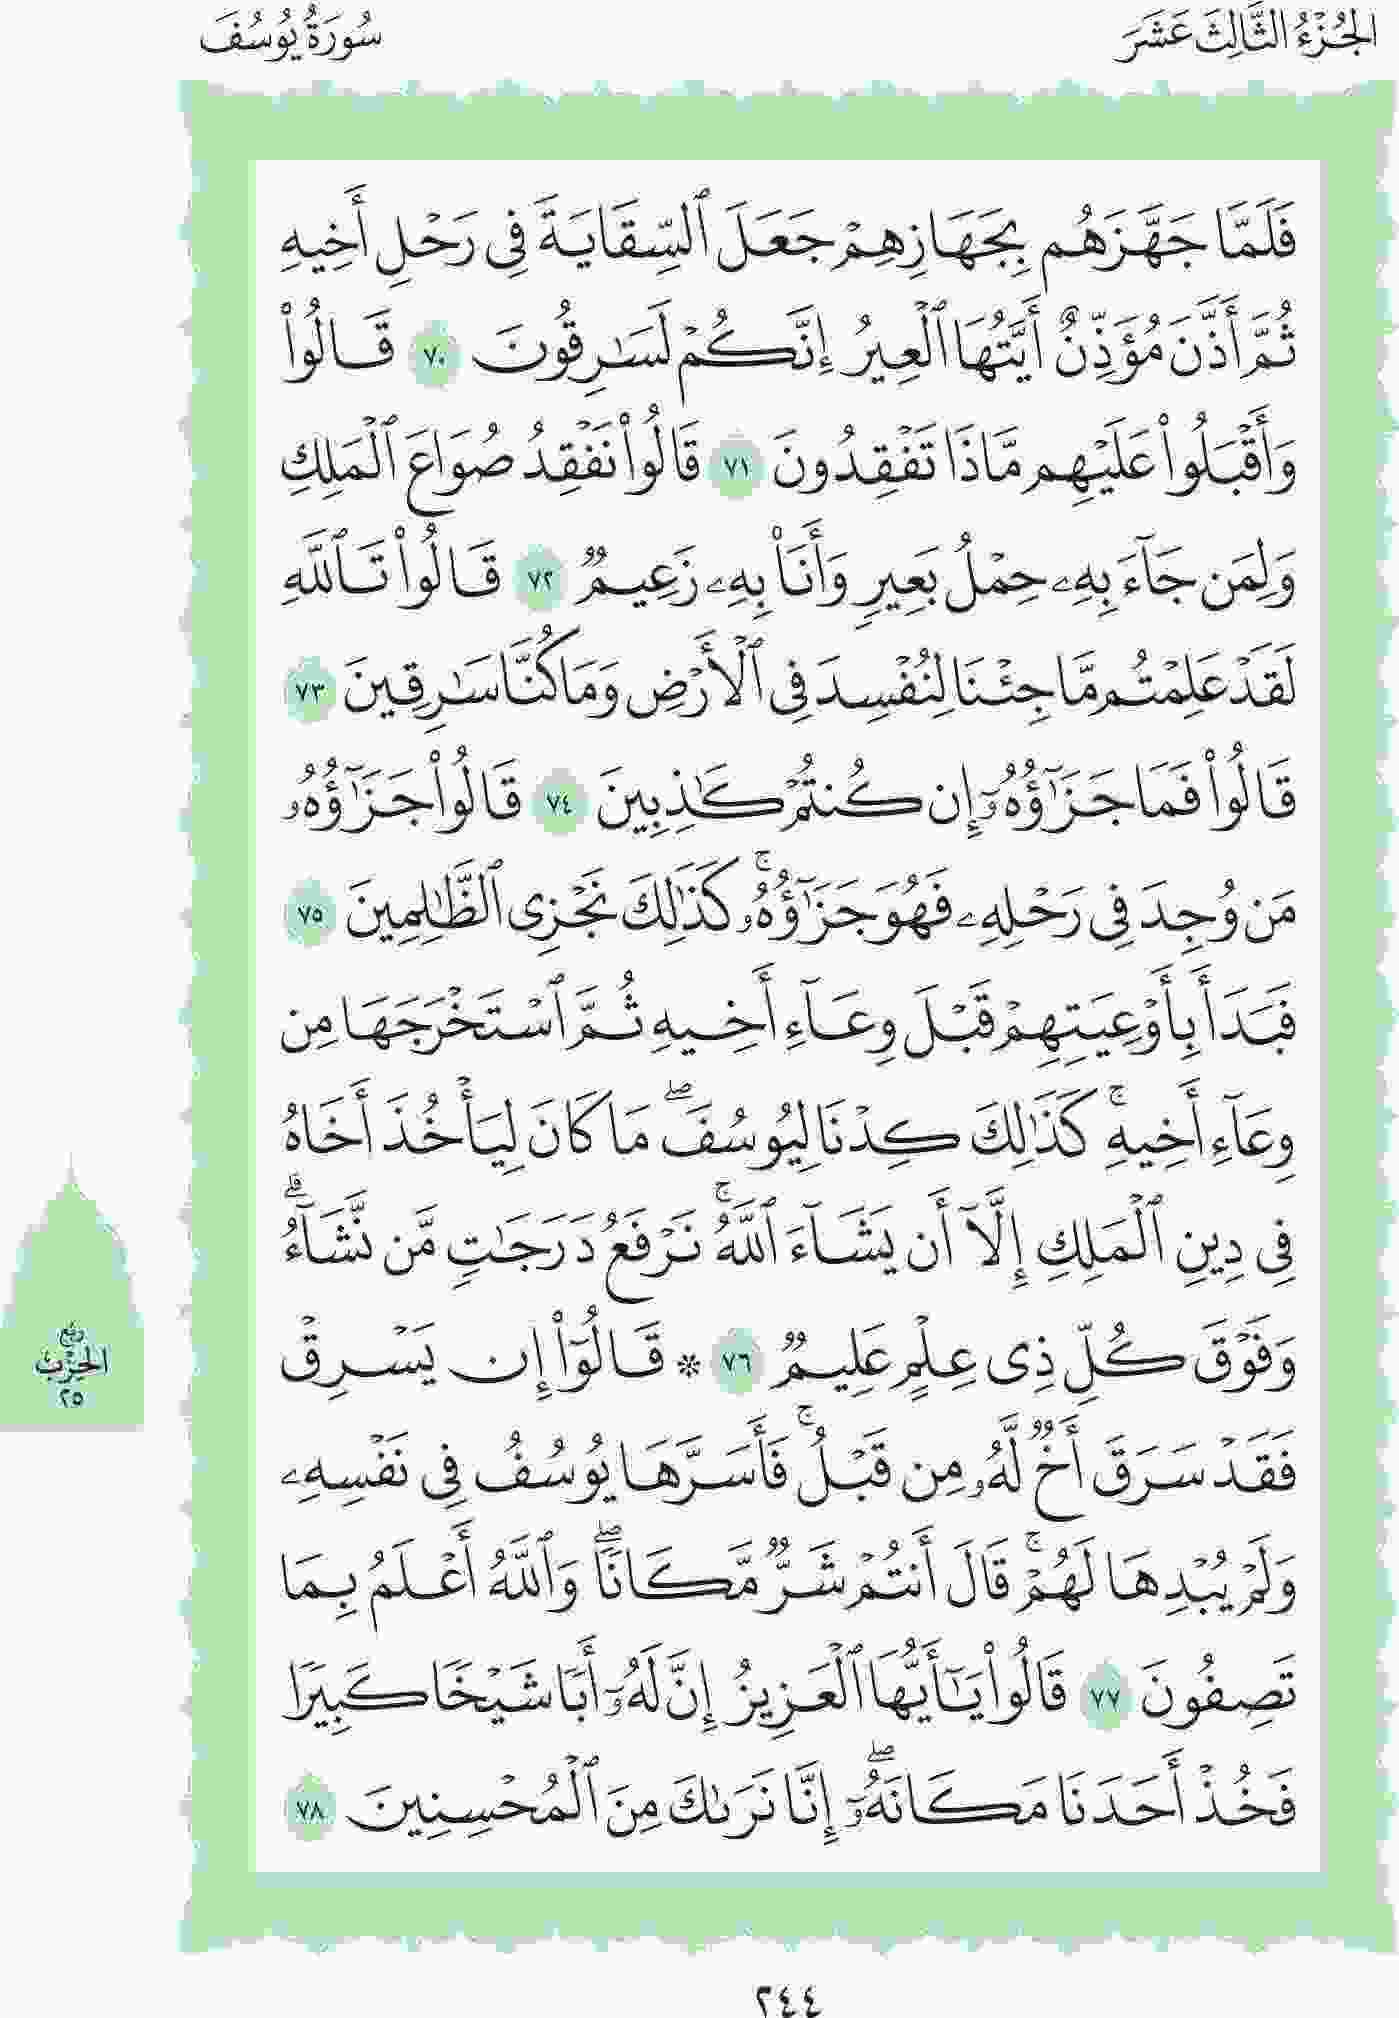 الجُزْءُ الثَّالِثَ عَشَرَ
سُورَةُ يُوسُفَ
فَلَمَّا جَهَّزَهُم بِجَهَازِهِمْ جَعَلَ ٱلسِّقَايَةَ فِى رَحْلِ أَخِيهِ
ثُمَّ أَذَّنَ مُؤَذِّنٌ أَيَّتُهَا ٱلْعِيرُ إِنَّكُمْ لَسَٰرِقُونَ ٧٠ قَالُوا۟
وَأَقْبَلُوا۟ عَلَيْهِم مَّاذَا تَفْقِدُونَ ٧١ قَالُوا۟ نَفْقِدُ صُوَاعَ ٱلْمَلِكِ
وَلِمَن جَآءَ بِهِۦ حِمْلُ بَعِيرٍ وَأَنَا۠ بِهِۦ زَعِيمٌ ٧٢ قَالُوا۟ تَٱللَّهِ
لَقَدْ عَلِمْتُم مَّا جِئْنَا لِنُفْسِدَ فِى ٱلْأَرْضِ وَمَا كُنَّا سَٰرِقِينَ ٧٣
قَالُوا۟ فَمَا جَزَٰٓؤُهُۥٓ إِن كُنتُمْ كَٰذِبِينَ ٧٤ قَالُوا۟ جَزَٰٓؤُهُۥ
مَن وُجِدَ فِى رَحْلِهِۦ فَهُوَ جَزَٰٓؤُهُۥ ۚ كَذَٰلِكَ نَجْزِى ٱلظَّٰلِمِينَ ٧٥
فَبَدَأَ بِأَوْعِيَتِهِمْ قَبْلَ وِعَآءِ أَخِيهِ ثُمَّ ٱسْتَخْرَجَهَا مِن
وِعَآءِ أَخِيهِ ۚ كَذَٰلِكَ كِدْنَا لِيُوسُفَ ۖ مَا كَانَ لِيَأْخُذَ أَخَاهُ
فِى دِينِ ٱلْمَلِكِ إِلَّآ أَن يَشَآءَ ٱللَّهُ ۚ نَرْفَعُ دَرَجَٰتٍ مَّن نَّشَآءُ ۗ
وَفَوْقَ كُلِّ ذِى عِلْمٍ عَلِيمٌ ٧٦ ۞ قَالُوٓا۟ إِن يَسْرِقْ
فَقَدْ سَرَقَ أَخٌ لَّهُۥ مِن قَبْلُ ۚ فَأَسَرَّهَا يُوسُفُ فِى نَفْسِهِۦ
وَلَمْ يُبْدِهَا لَهُمْ ۚ قَالَ أَنتُمْ شَرٌّ مَّكَانًا ۖ وَٱللَّهُ أَعْلَمُ بِمَا
تَصِفُونَ ٧٧ قَالُوا۟ يَٰٓأَيُّهَا ٱلْعَزِيزُ إِنَّ لَهُۥٓ أَبًا شَيْخًا كَبِيرًا
فَخُذْ أَحَدَنَا مَكَانَهُۥٓ ۖ إِنَّا نَرَىٰكَ مِنَ ٱلْمُحْسِنِينَ ٧٨
ربع
الحزب
٢٥
٢٤٤